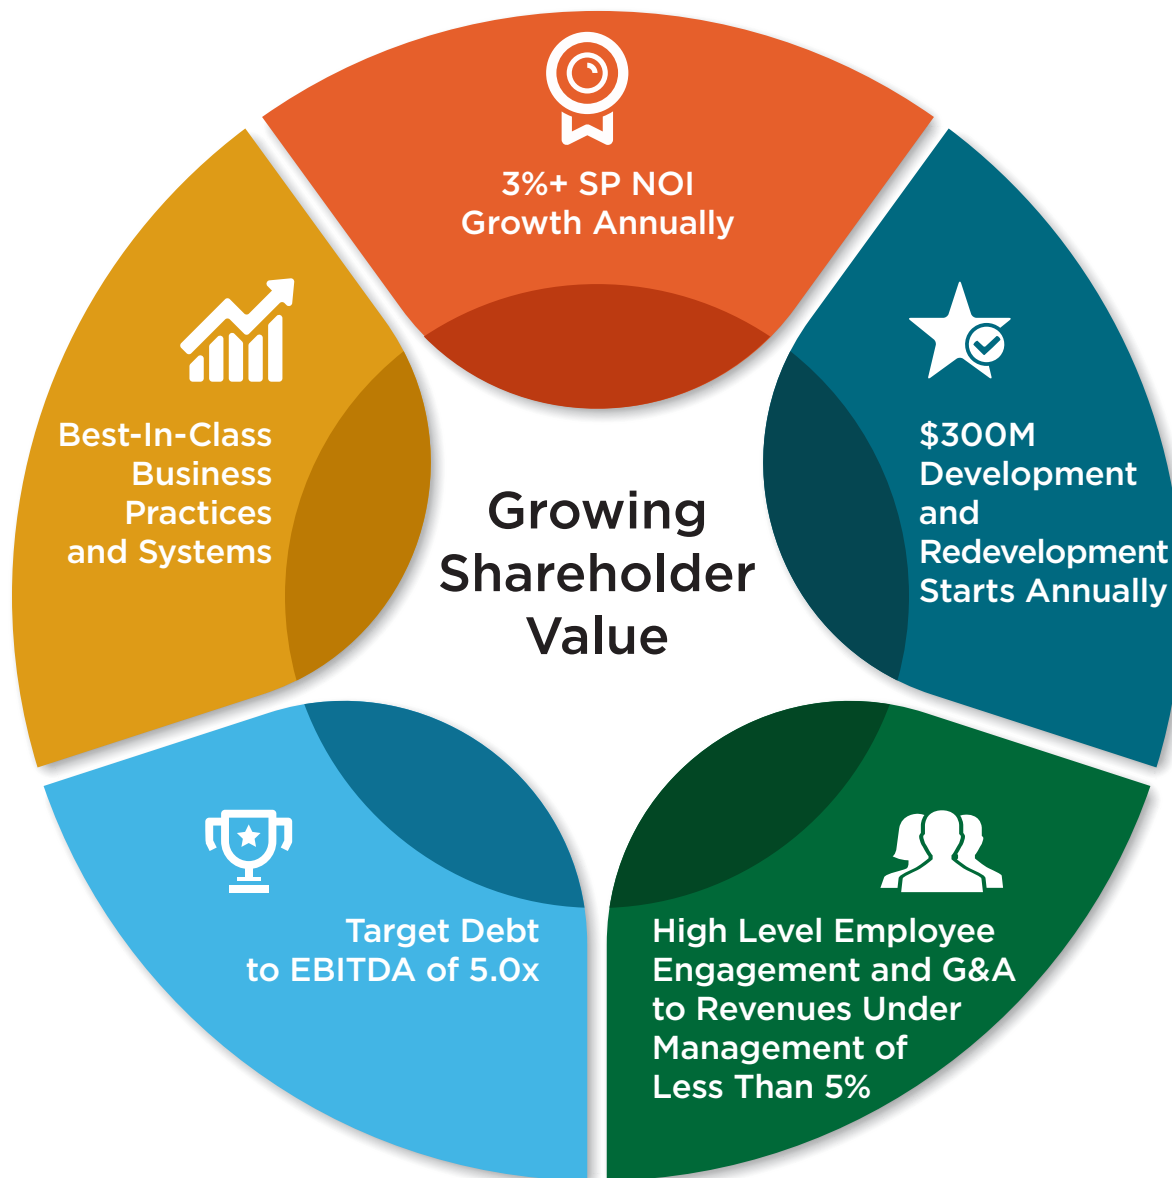 3%+ SP NOI
Growth Annually
$300M
Development
and
Redevelopment
Starts Annually
High Level Employee
Engagement and G&A
to Revenues Under
Management of
Less Than 5%
Target Debt
to EBITDA of 5.0x
Best-In-Class
Business
Practices
and Systems
Growing
Shareholder
Value